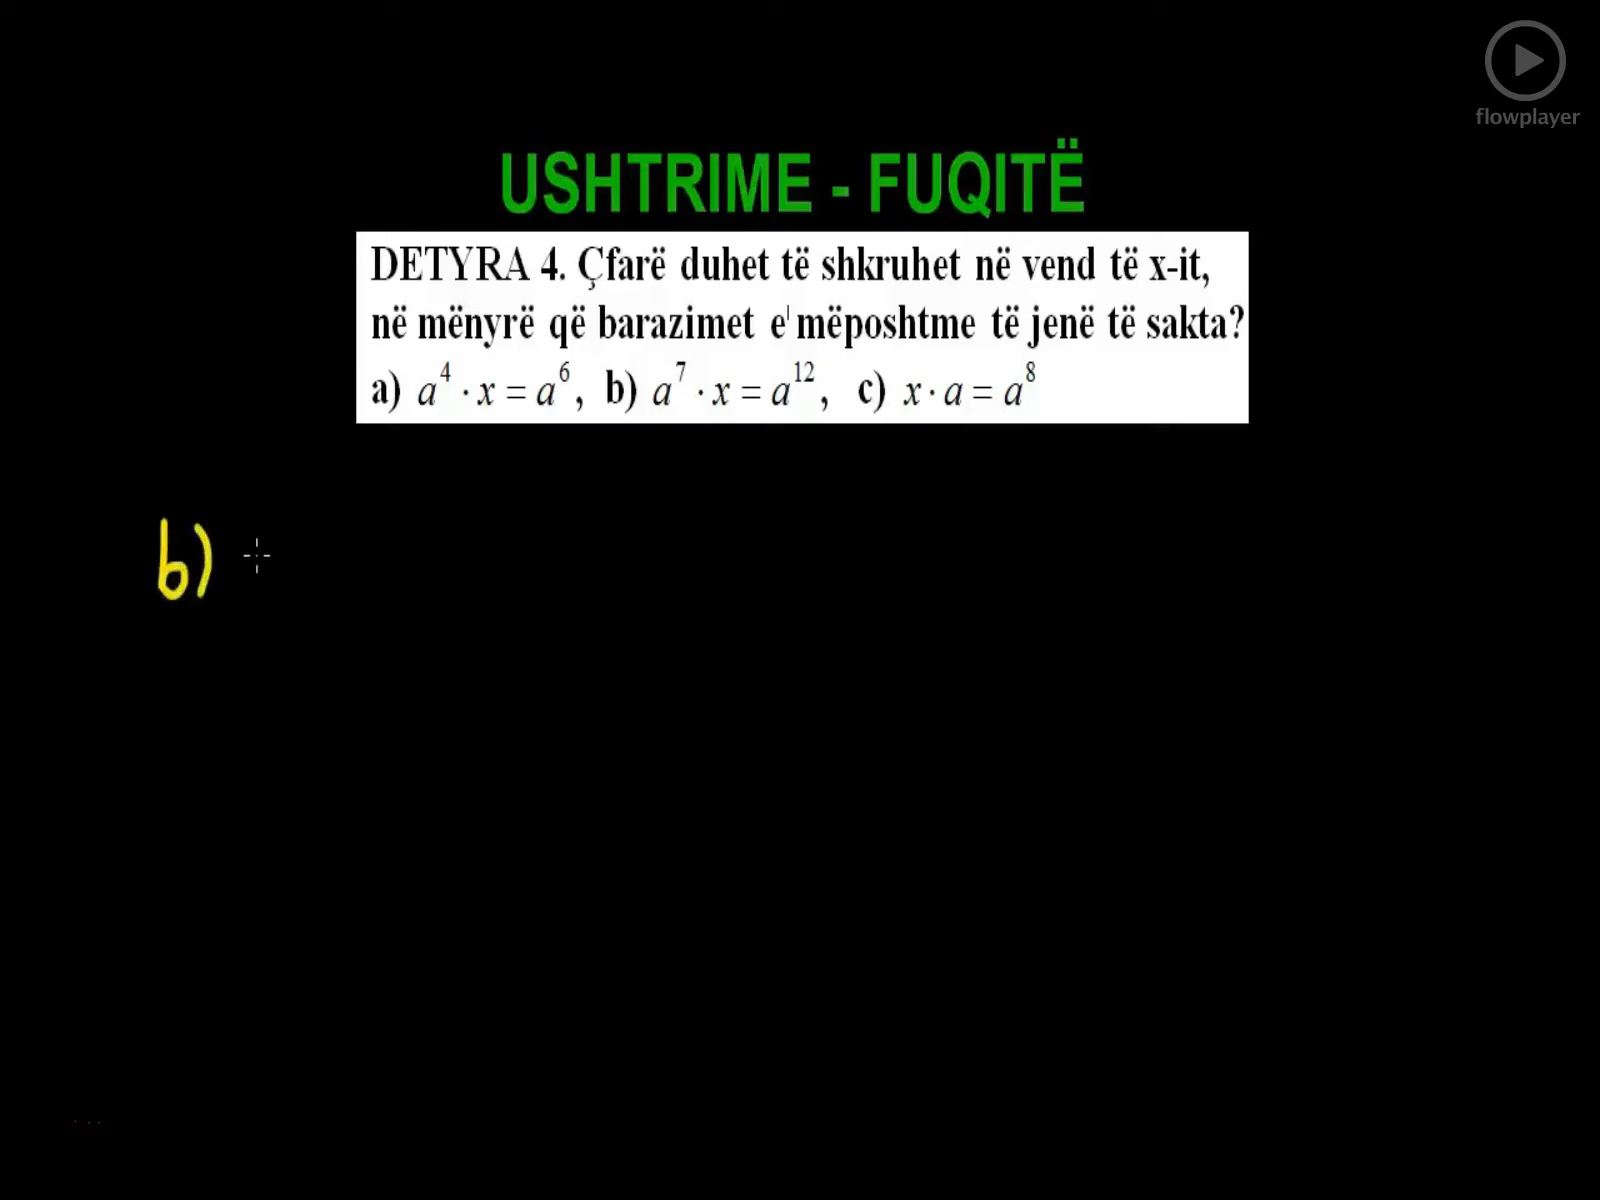 flowplayer
USHTRIME - FUQITË
DETYRA 4. Çfarë duhet të shkruhet në vend të x-it,
në mënyrë që barazimet e mëposhtme të jenë të sakta?
a) a⁴ · x = a⁶, b) a⁷ · x = a¹², c) x · a = a⁸
b)